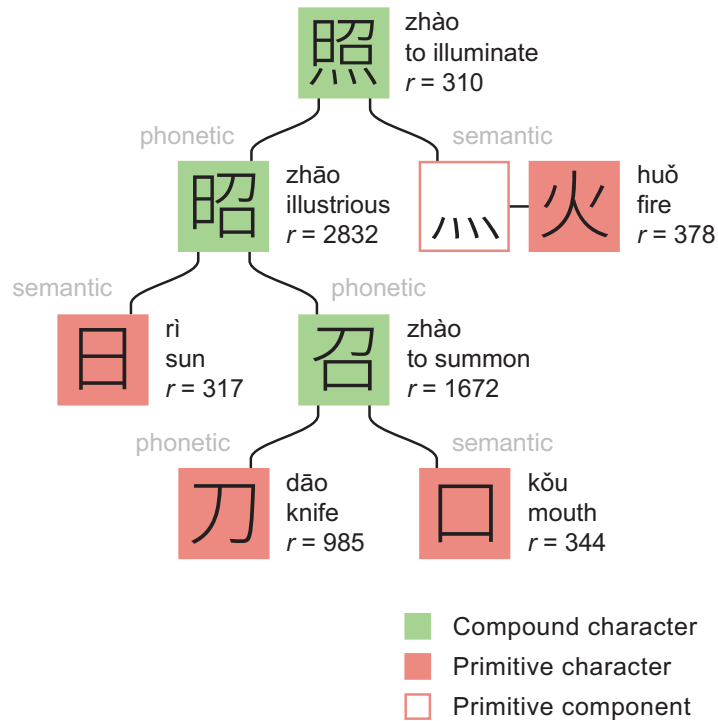 照
zhào
to illuminate
r = 310
phonetic
semantic
昭
zhāo
illustrious
r = 2832
灬
火
huǒ
fire
r = 378
semantic
phonetic
日
rì
sun
r = 317
召
zhào
to summon
r = 1672
phonetic
semantic
刀
dāo
knife
r = 985
口
kǒu
mouth
r = 344
Compound character
Primitive character
Primitive component